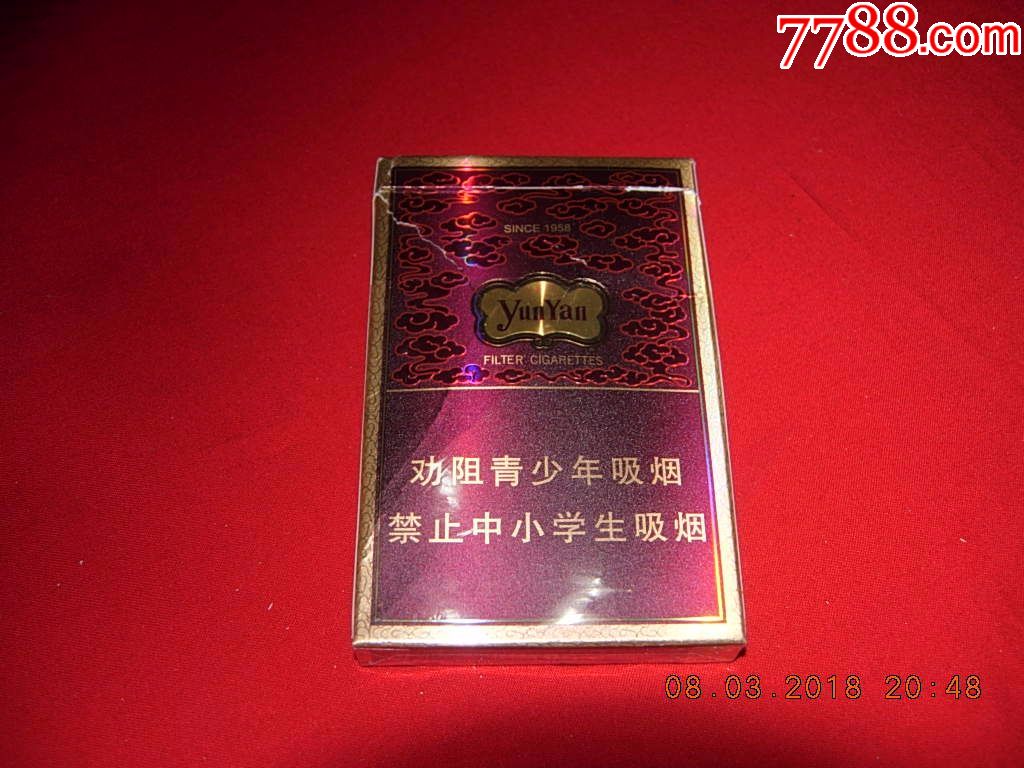 7788.com
SINCE 1958
YunYan
FILTER CIGARETTES
劝阻青少年吸烟
禁止中小学生吸烟
08.03.2018 20:48